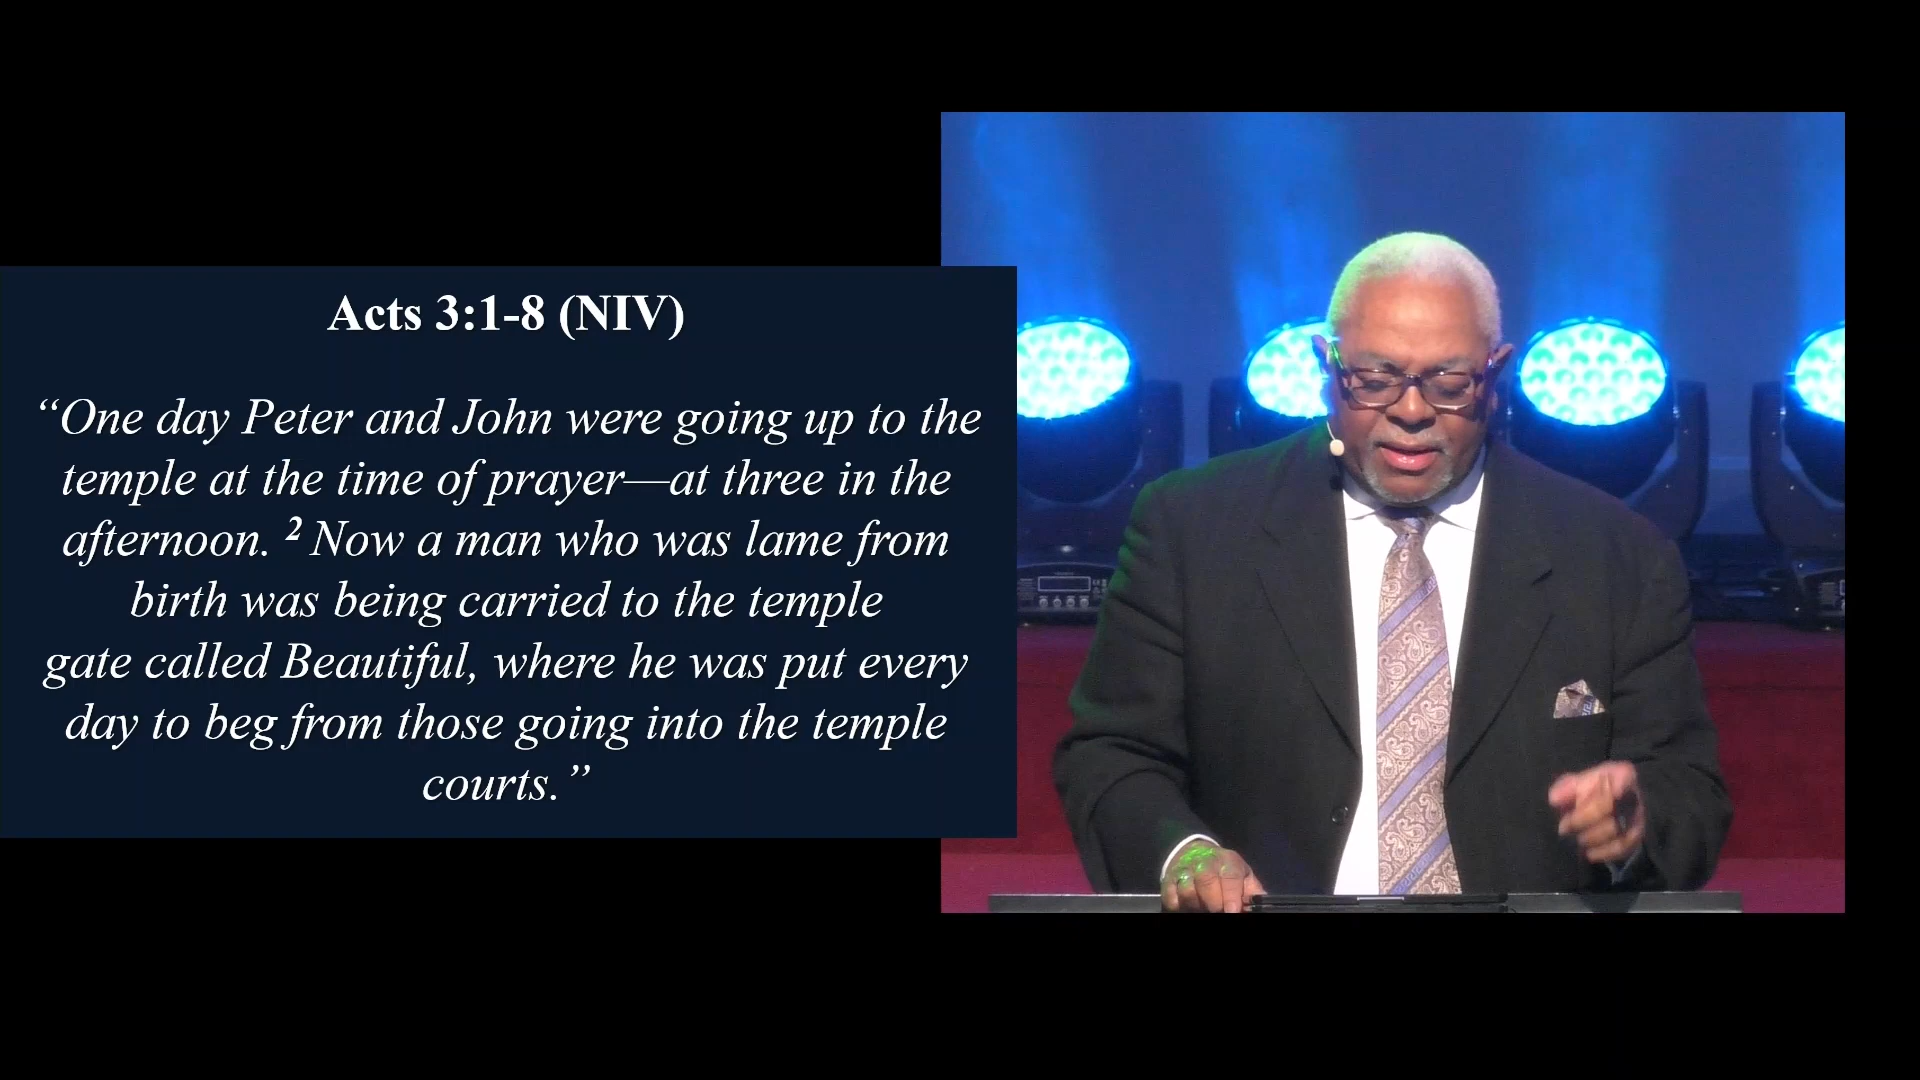 Acts 3:1-8 (NIV)
“One day Peter and John were going up to the
temple at the time of prayer—at three in the
afternoon. 2 Now a man who was lame from
birth was being carried to the temple
gate called Beautiful, where he was put every
day to beg from those going into the temple
courts.”